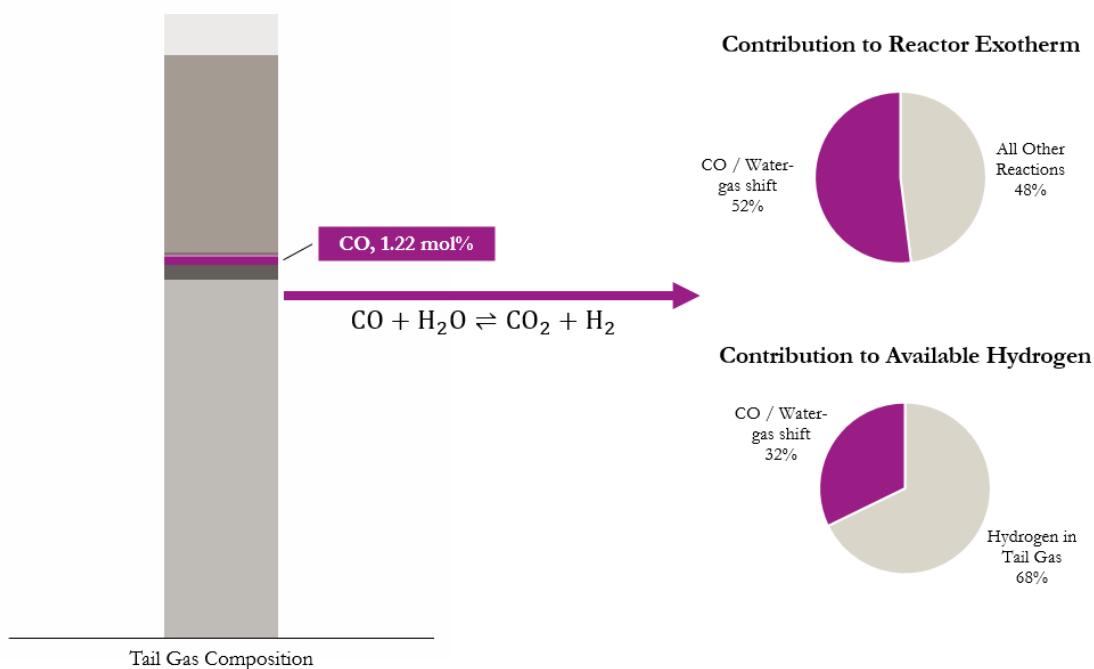 CO, 1.22 mol%
CO + H₂O ⇌ CO₂ + H₂
Tail Gas Composition
Contribution to Reactor Exotherm
CO / Water-
gas shift
52%
All Other
Reactions
48%
Contribution to Available Hydrogen
CO / Water-
gas shift
32%
Hydrogen in
Tail Gas
68%